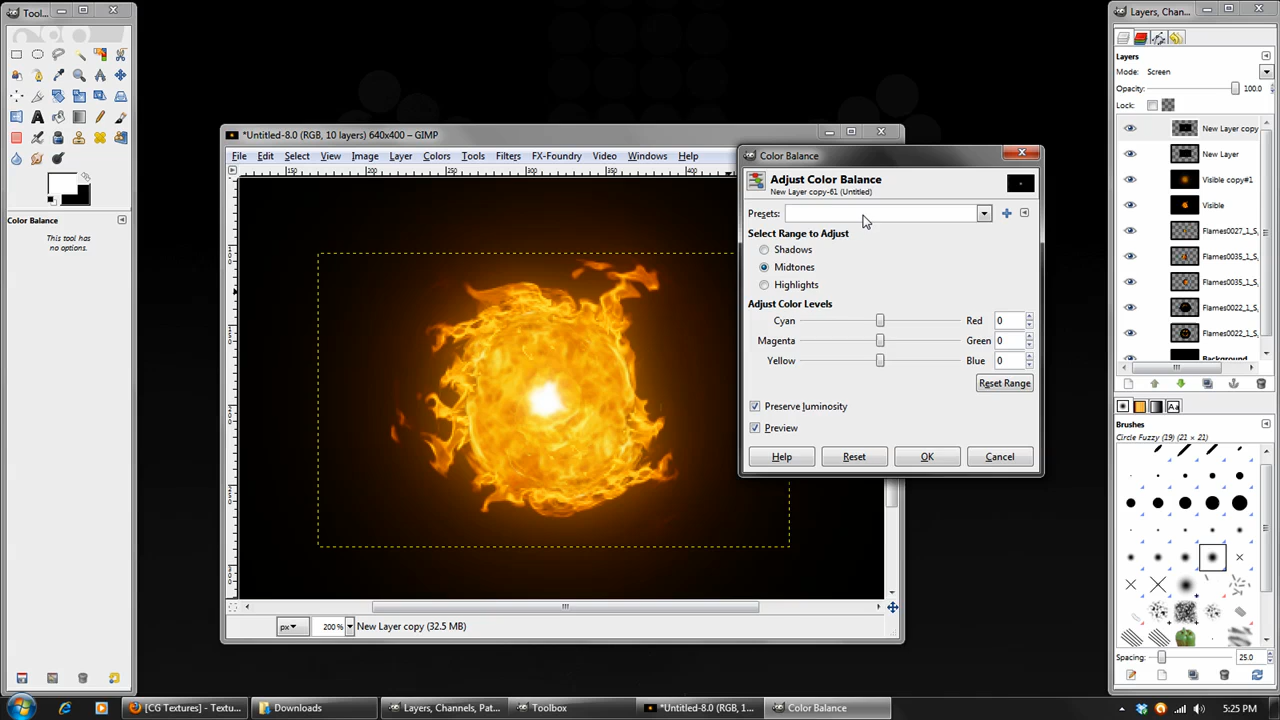 Tool...
Layers, Chan...
Layers
Mode: Screen
Opacity: 100.0
Lock:
New Layer copy
New Layer
Visible copy#1
Visible
Flames0027_1_S
Flames0035_1_S
Flames0035_1_S
Flames0022_1_S
Flames0022_1_S
Background
Color Balance
This tool has
no options.
*Untitled-8.0 (RGB, 10 layers) 640x400 – GIMP
File Edit Select View Image Layer Colors Tools Filters FX-Foundry Video Windows Help
px 200% New Layer copy (32.5 MB)
Color Balance
Adjust Color Balance
New Layer copy-61 (Untitled)
Presets:
Select Range to Adjust
Shadows
Midtones
Highlights
Adjust Color Levels
Cyan Red 0
Magenta Green 0
Yellow Blue 0
Reset Range
Preserve Luminosity
Preview
Help Reset OK Cancel
Brushes
Circle Fuzzy (19) (21 × 21)
Spacing: 25.0
[CG Textures] - Textu... Downloads Layers, Channels, Pat... Toolbox *Untitled-8.0 (RGB, 1... Color Balance 5:25 PM